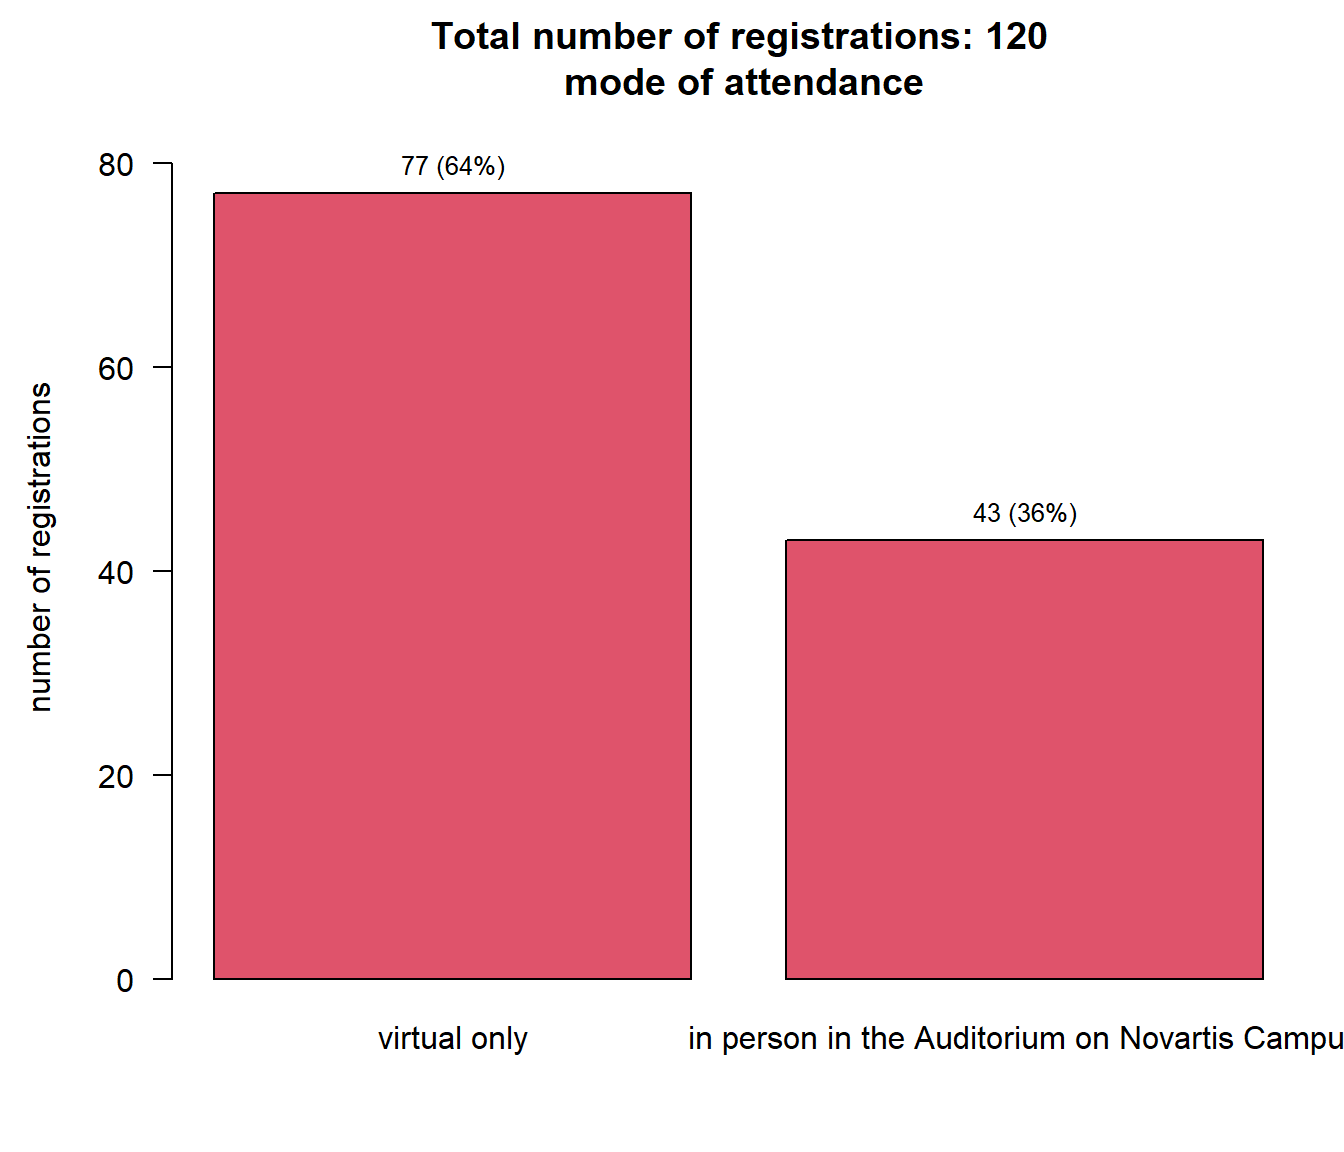 Total number of registrations: 120
mode of attendance
80
60
40
20
0
number of registrations
77 (64%)
43 (36%)
virtual only
in person in the Auditorium on Novartis Campu